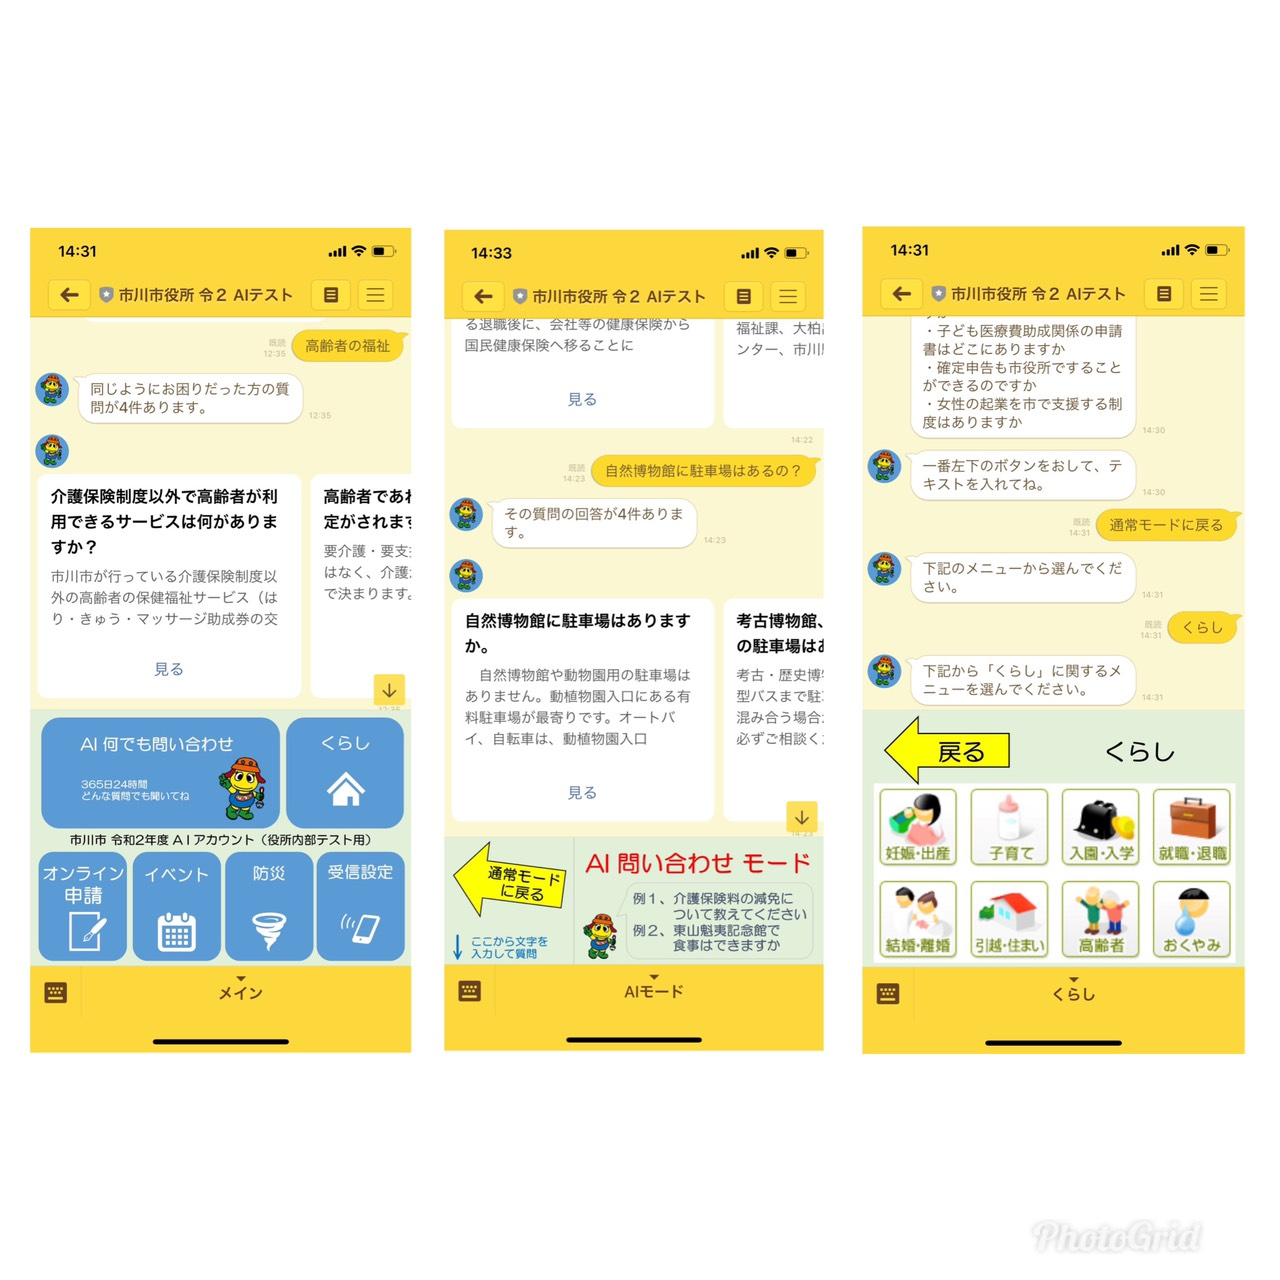 14:31
市川市役所 令２ AIテスト
既読
12:35
高齢者の福祉
同じようにお困りだった方の質
問が4件あります。
12:35
介護保険制度以外で高齢者が利
用できるサービスは何がありま
すか？
市川市が行っている介護保険制度以
外の高齢者の保健福祉サービス（は
り・きゅう・マッサージ助成券の交
見る
高齢者であれ
定がされます
要介護・要支
はなく、介護
で決まります。
AI 何でも問い合わせ
365日24時間
どんな質問でも聞いてね
くらし
市川市 令和2年度 ＡＩアカウント（役所内部テスト用）
オンライン
申請
イベント
防災
受信設定
メイン
14:33
市川市役所 令２ AIテスト
る退職後に、会社等の健康保険から
国民健康保険へ移ることに
見る
福祉課、大柏
ンター、市川
14:22
既読
14:23
自然博物館に駐車場はあるの？
その質問の回答が4件ありま
す。
14:23
自然博物館に駐車場はあります
か。
自然博物館や動物園用の駐車場は
ありません。動植物園入口にある有
料駐車場が最寄りです。オートバ
イ、自転車は、動植物園入口
見る
考古博物館、
の駐車場はあ
考古・歴史博
型バスまで駐
混み合う場合
必ずご相談く
14:23
通常モード
に戻る
ここから文字を
入力して質問
AI 問い合わせ モード
例１、介護保険料の減免に
ついて教えてください
例２、東山魁夷記念館で
食事はできますか
AIモード
14:31
市川市役所 令２ AIテスト
・子ども医療費助成関係の申請
書はどこにありますか
・確定申告も市役所ですること
ができるのですか
・女性の起業を市で支援する制
度はありますか
14:30
一番左下のボタンをおして、テ
キストを入れてね。
14:30
既読
14:31
通常モードに戻る
下記のメニューから選んでくだ
さい。
14:31
既読
14:31
くらし
下記から「くらし」に関するメ
ニューを選んでください。
14:31
戻る
くらし
妊娠・出産
子育て
入園・入学
就職・退職
結婚・離婚
引越・住まい
高齢者
おくやみ
くらし
PhotoGrid